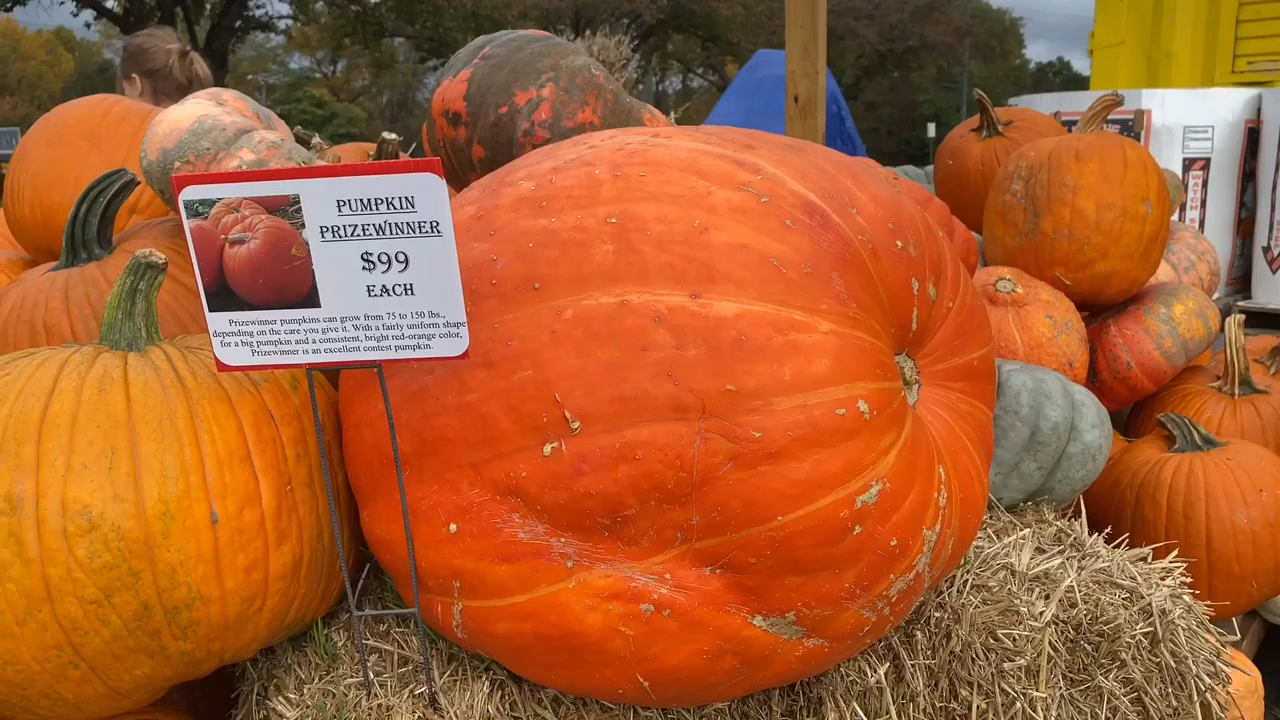 PUMPKIN
PRIZEWINNER
$99
EACH
Prizewinner pumpkins can grow from 75 to 150 lbs.,
depending on the care you give it. With a fairly uniform shape
for a big pumpkin and a consistent, bright red-orange color,
Prizewinner is an excellent contest pumpkin.
WATCH